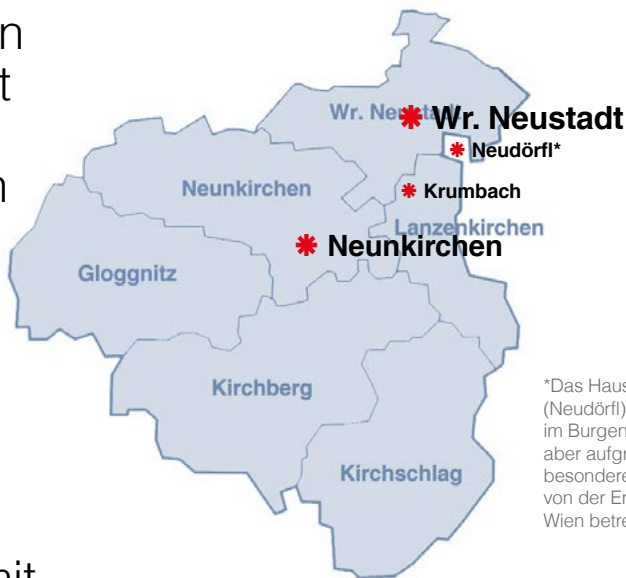 n
t
n
Wr. Neustadt
Wr. Neustadt
Neudörfl*
Neunkirchen
Krumbach
Lanzenkirchen
Neunkirchen
Gloggnitz
Kirchberg
*Das Haus
(Neudörfl)
im Burgen
aber aufgr
besondere
von der Er
Wien betre
Kirchschlag
nit